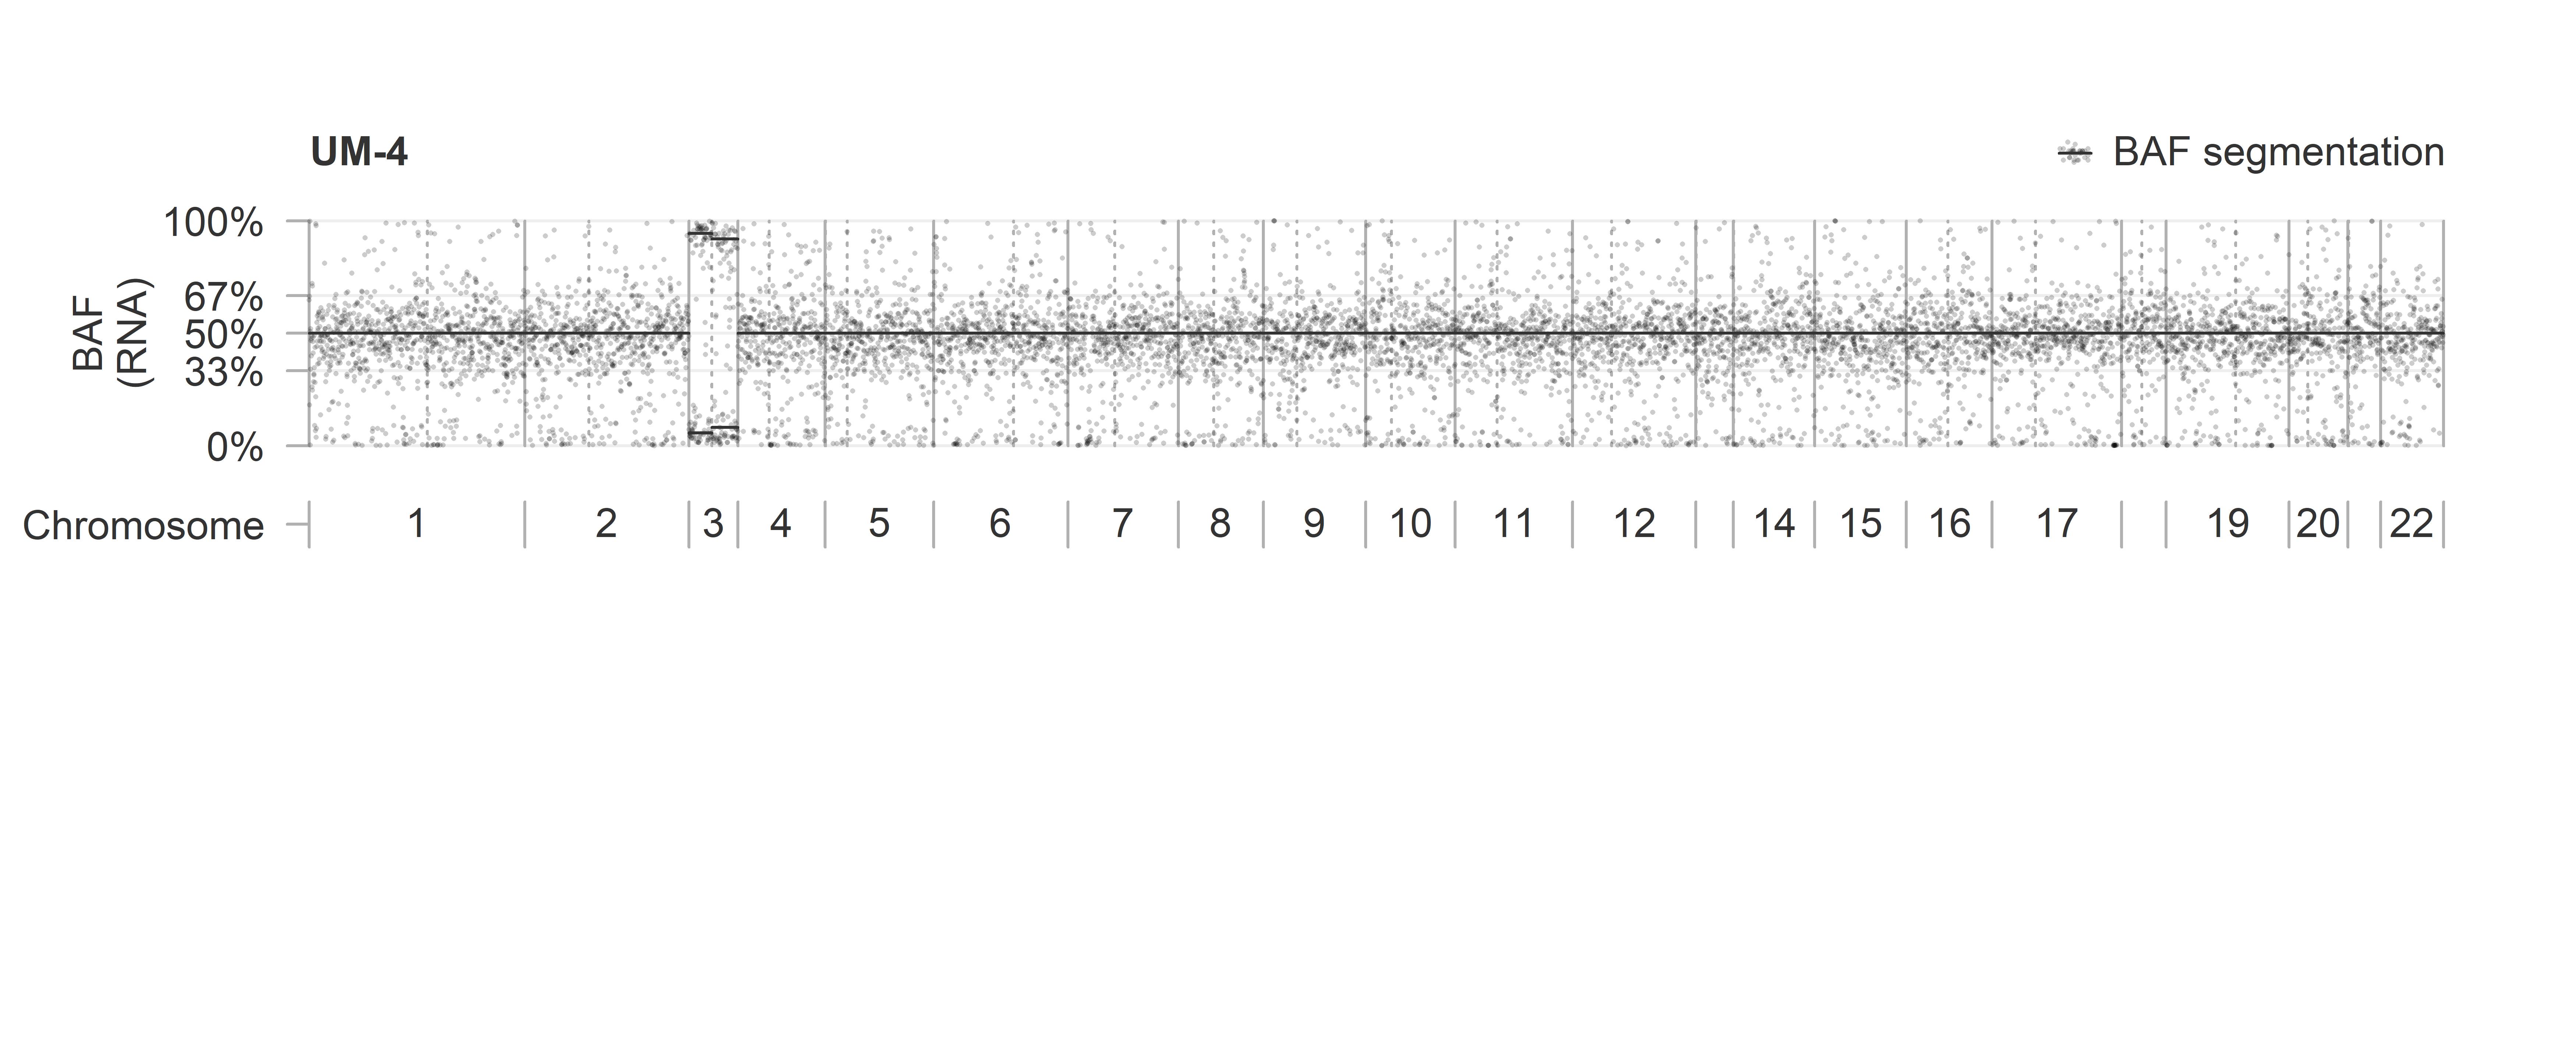 UM-4
BAF segmentation
BAF
(RNA)
100%
67%
50%
33%
0%
Chromosome
1 2 3 4 5 6 7 8 9 10 11 12 14 15 16 17 19 20 22